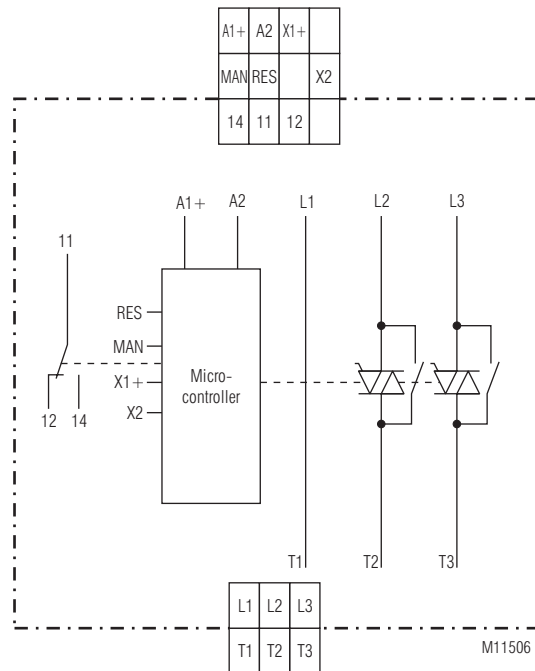 A1+ A2 X1+
MAN RES X2
14 11 12
A1+ A2 L1 L2 L3
11
RES
MAN
X1+
X2
Micro-
controller
12 14
T1 T2 T3
L1 L2 L3
T1 T2 T3
M11506